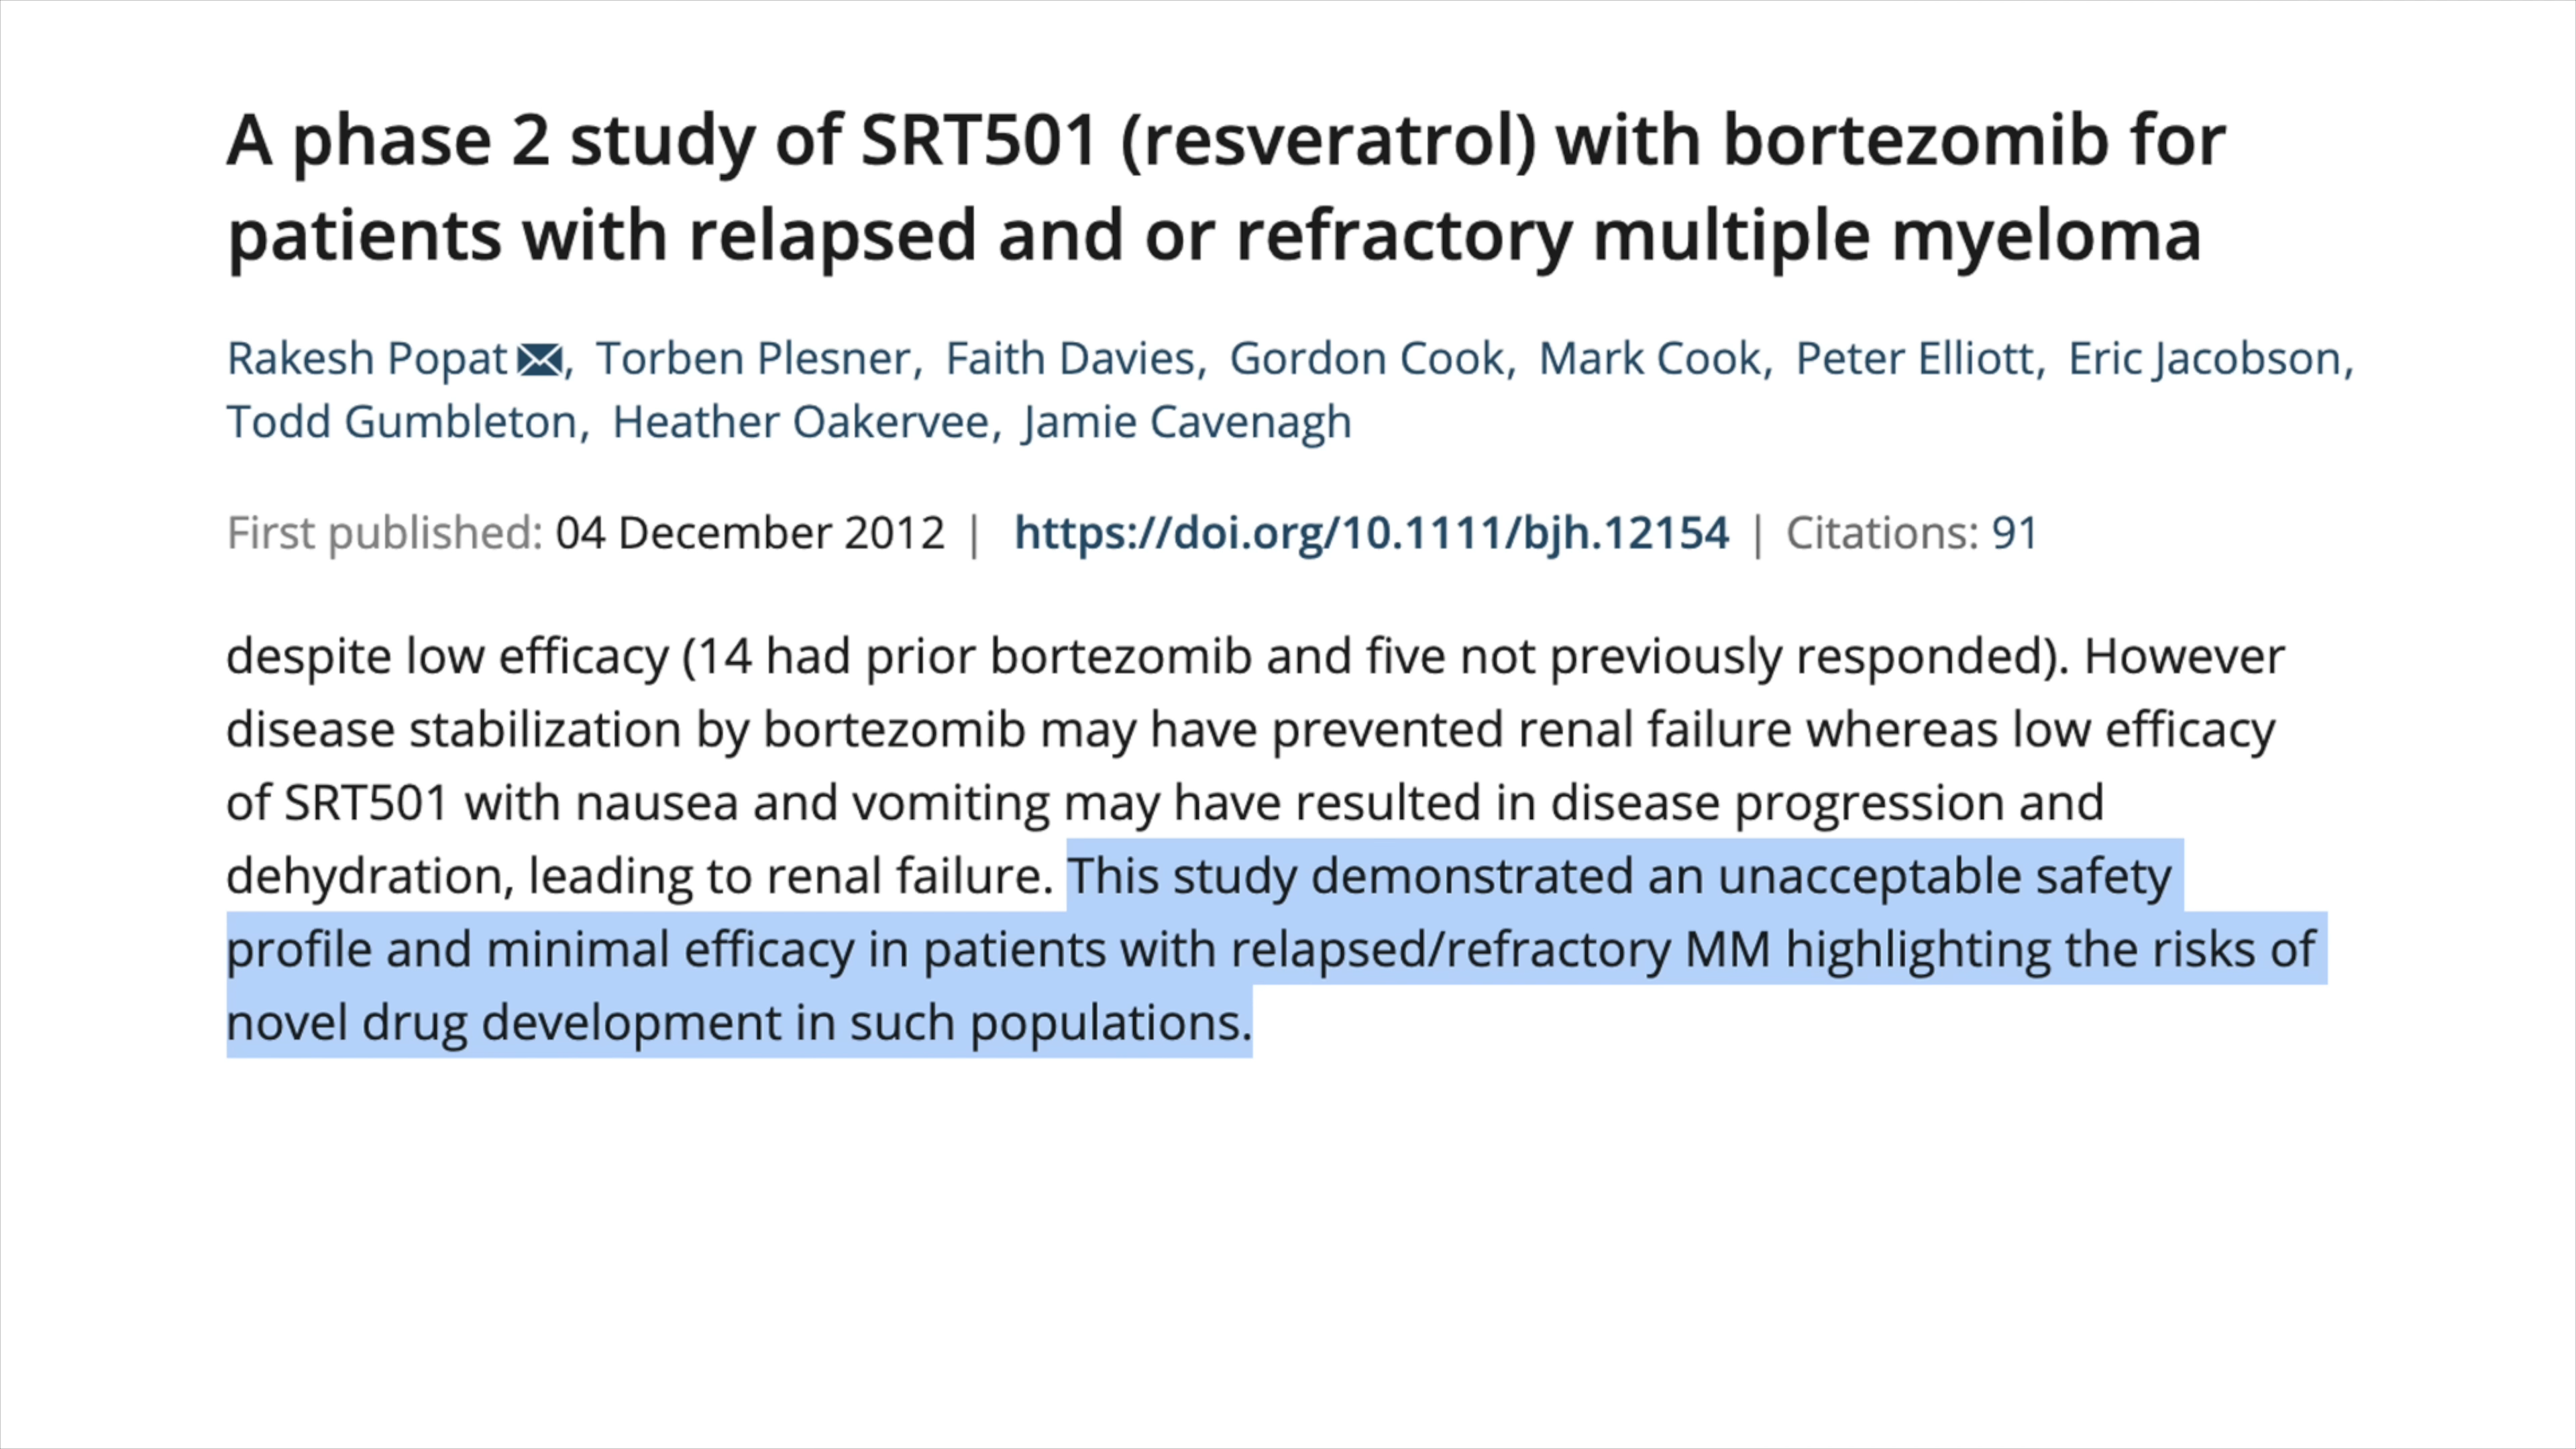 A phase 2 study of SRT501 (resveratrol) with bortezomib for
patients with relapsed and or refractory multiple myeloma
Rakesh Popat, Torben Plesner, Faith Davies, Gordon Cook, Mark Cook, Peter Elliott, Eric Jacobson,
Todd Gumbleton, Heather Oakervee, Jamie Cavenagh
First published: 04 December 2012 | https://doi.org/10.1111/bjh.12154 | Citations: 91
despite low efficacy (14 had prior bortezomib and five not previously responded). However
disease stabilization by bortezomib may have prevented renal failure whereas low efficacy
of SRT501 with nausea and vomiting may have resulted in disease progression and
dehydration, leading to renal failure. This study demonstrated an unacceptable safety
profile and minimal efficacy in patients with relapsed/refractory MM highlighting the risks of
novel drug development in such populations.